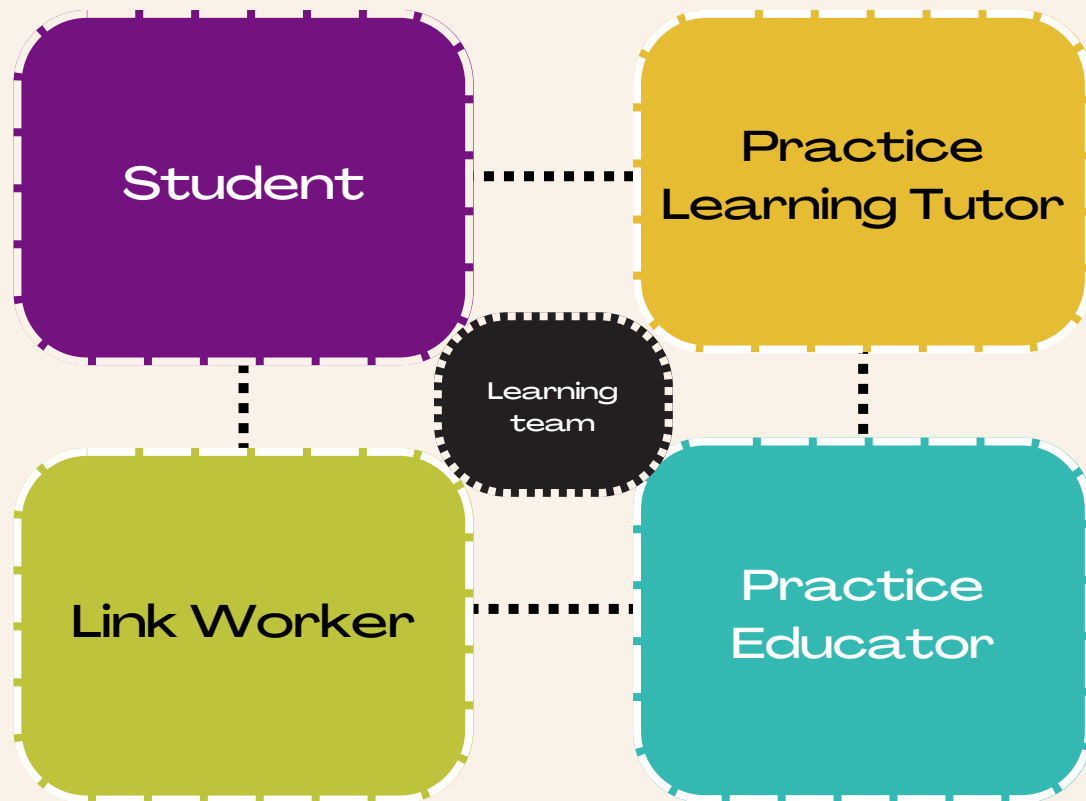 Student
Practice
Learning Tutor
Learning
team
Link Worker
Practice
Educator